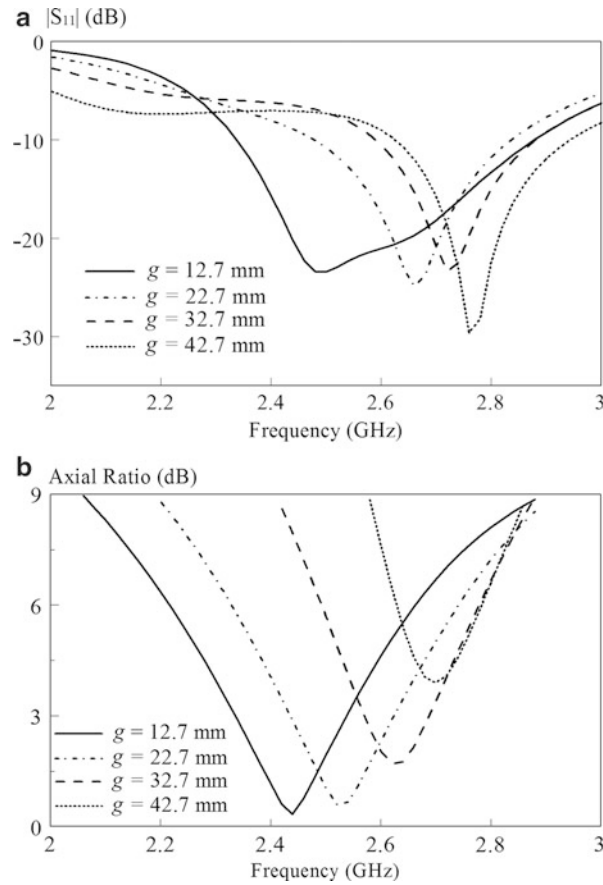 a |S₁₁| (dB)
0
-10
-20
-30
g = 12.7 mm
g = 22.7 mm
g = 32.7 mm
g = 42.7 mm
2 2.2 2.4 2.6 2.8 3
Frequency (GHz)
b Axial Ratio (dB)
9
6
3
0
g = 12.7 mm
g = 22.7 mm
g = 32.7 mm
g = 42.7 mm
2 2.2 2.4 2.6 2.8 3
Frequency (GHz)